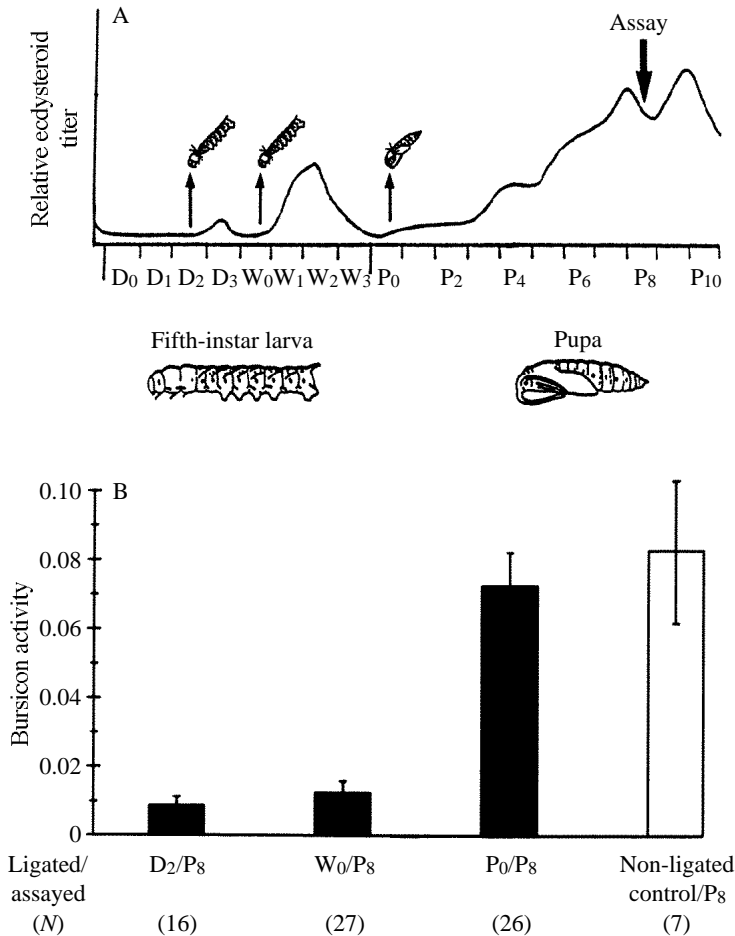 A
Assay
Relative ecdysteroid
titer
D0 D1 D2 D3 W0 W1 W2 W3 P0 P2 P4 P6 P8 P10
Fifth-instar larva
Pupa
B
Bursicon activity
0.10
0.08
0.06
0.04
0.02
0
Ligated/
assayed
(N)
D2/P8
W0/P8
P0/P8
Non-ligated
control/P8
(16)
(27)
(26)
(7)